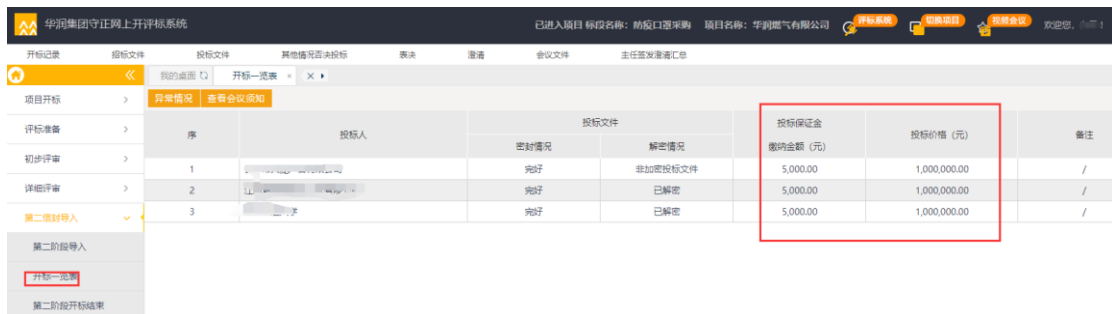 华润集团守正网上开评标系统
已进入项目 标段名称：防疫口罩采购 项目名称：华润燃气有限公司 评标系统 切换项目 视频会议 欢迎您,
开标记录 招标文件 投标文件 其他情况否决投标 表决 澄清 会议文件 主任签发澄清汇总
我的桌面 开标一览表 × ×
项目开标
异常情况 查看会议须知
评标准备
初步评审
详细评审
第二信封导入
第二阶段导入
开标一览表
第二阶段开标结束
序 投标人 投标文件 投标保证金 投标价格（元） 备注
密封情况 解密情况 缴纳金额（元）
1 完好 非加密投标文件 5,000.00 1,000,000.00 /
2 完好 已解密 5,000.00 1,000,000.00 /
3 完好 已解密 5,000.00 1,000,000.00 /